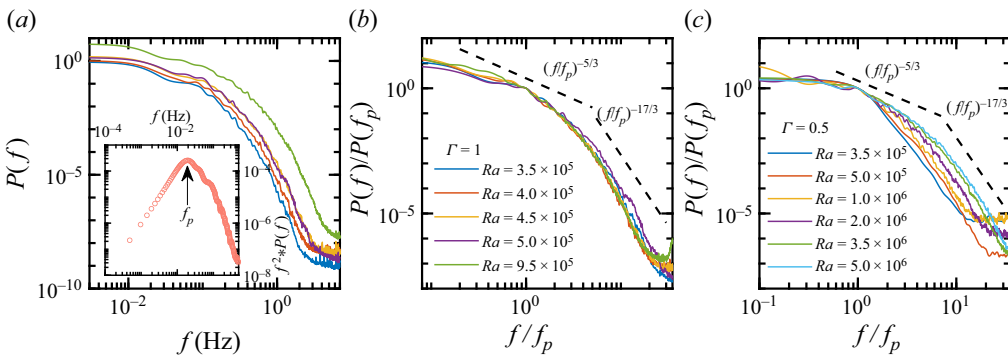 (a)
(b)
(c)
10^0
10^-5
10^-10
P(f)
10^-2
10^0
f (Hz)
10^-4
f (Hz)
10^-2
10^-4
10^-6
10^-8
f^2*P(f)
f_p
10^0
10^-5
P(f)/P(f_p)
10^0
f/f_p
(f/f_p)^-5/3
(f/f_p)^-17/3
Γ = 1
Ra = 3.5 × 10^5
Ra = 4.0 × 10^5
Ra = 4.5 × 10^5
Ra = 5.0 × 10^5
Ra = 9.5 × 10^5
10^0
10^-5
P(f)/P(f_p)
10^-1
10^0
10^1
f/f_p
(f/f_p)^-5/3
(f/f_p)^-17/3
Γ = 0.5
Ra = 3.5 × 10^5
Ra = 5.0 × 10^5
Ra = 1.0 × 10^6
Ra = 2.0 × 10^6
Ra = 3.5 × 10^6
Ra = 5.0 × 10^6